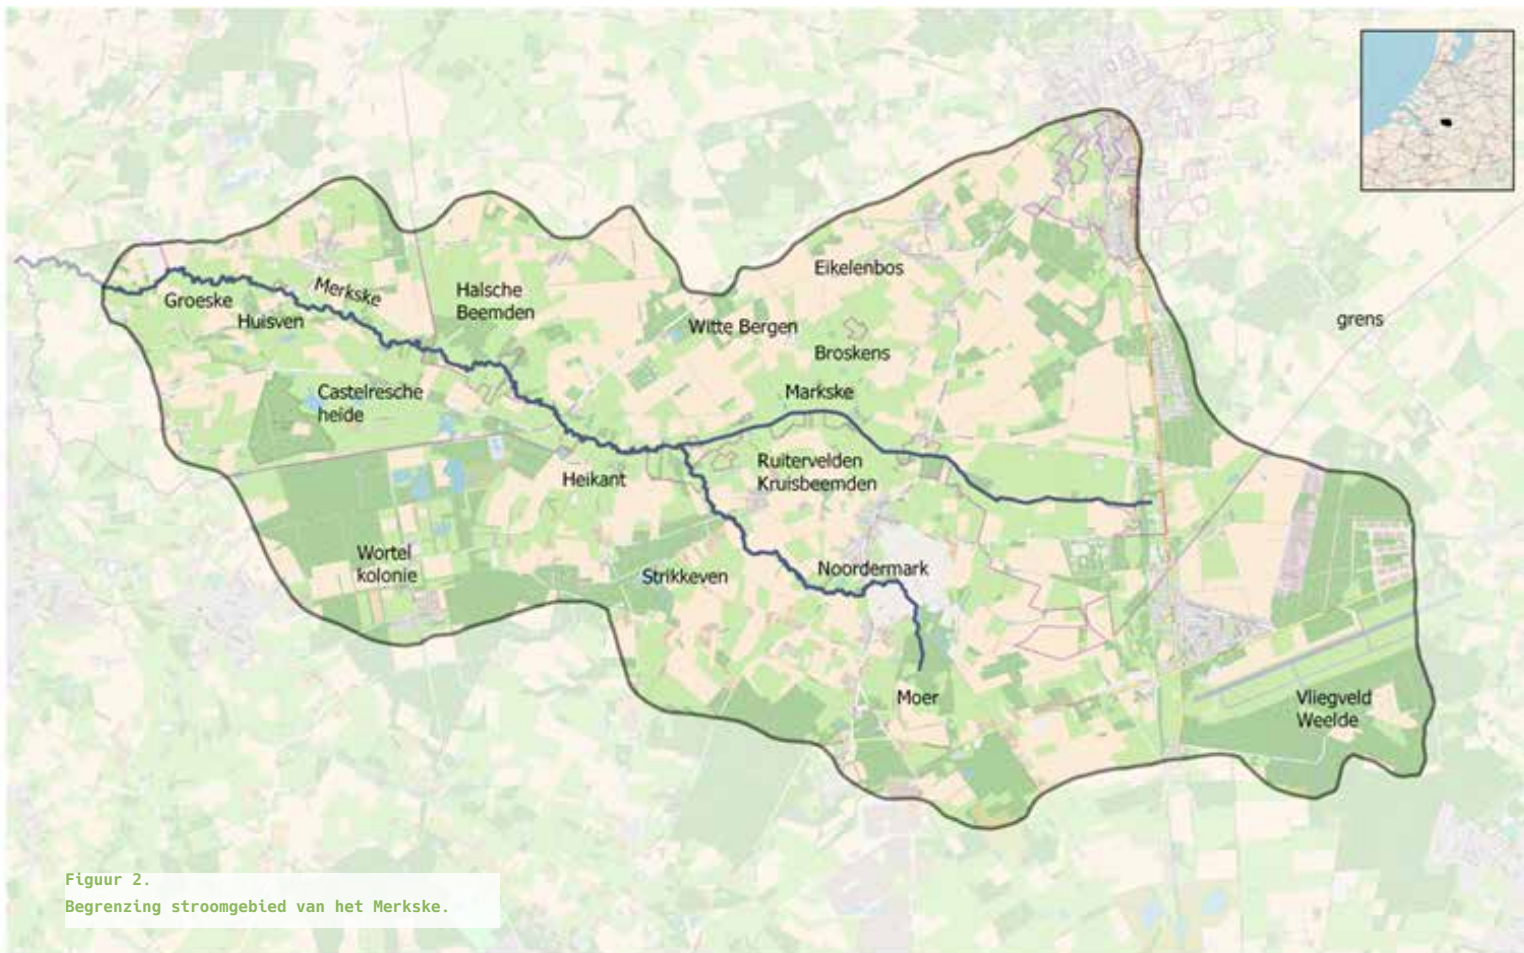 Eikelenbos
Groeske
Merkske
Halsche
Beemden
Huisven
Witte Bergen
grens
Broskens
Castelresche
heide
Markske
Heikant
Ruitervelden
Kruisbeemden
Wortel
kolonie
Strikkeven
Noordermark
Moer
Vliegveld
Weelde
Figuur 2.
Begrenzing stroomgebied van het Merkske.